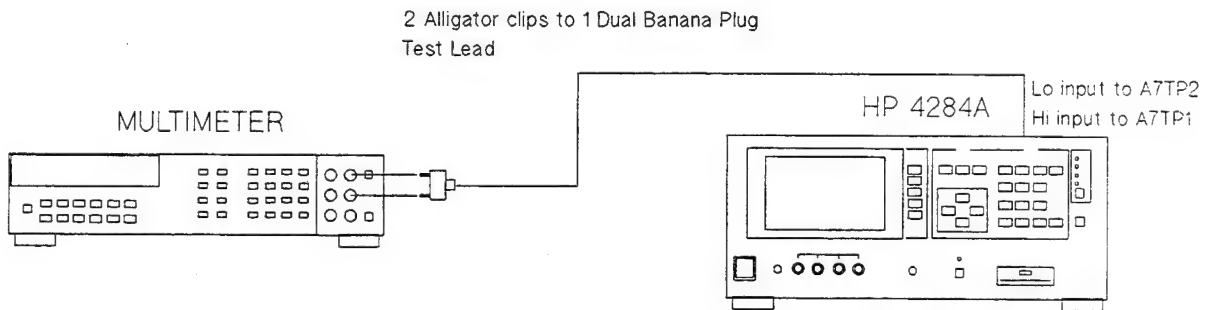 2 Alligator clips to 1 Dual Banana Plug
Test Lead
MULTIMETER
HP 4284A
Lo input to A7TP2
Hi input to A7TP1